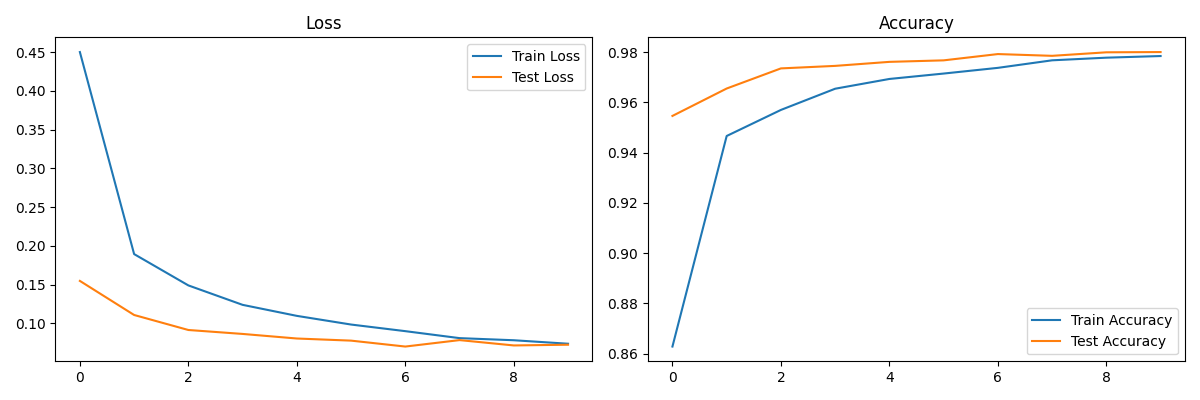 Loss
0.45
0.40
0.35
0.30
0.25
0.20
0.15
0.10
0 2 4 6 8
Train Loss
Test Loss
Accuracy
0.98
0.96
0.94
0.92
0.90
0.88
0.86
0 2 4 6 8
Train Accuracy
Test Accuracy